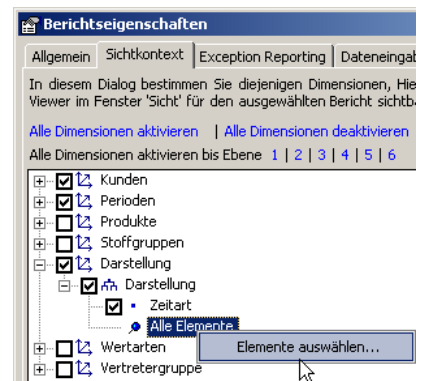 Berichtseigenschaften
Allgemein Sichtkontext Exception Reporting Dateneingab
In diesem Dialog bestimmen Sie diejenigen Dimensionen, Hie
Viewer im Fenster 'Sicht' für den ausgewählten Bericht sichtb
Alle Dimensionen aktivieren | Alle Dimensionen deaktivieren
Alle Dimensionen aktivieren bis Ebene 1 | 2 | 3 | 4 | 5 | 6
Kunden
Perioden
Produkte
Stoffgruppen
Darstellung
Darstellung
Zeitart
Alle Elemente
Wertarten Elemente auswählen...
Vertretergruppe